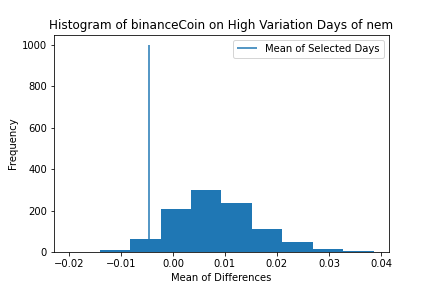 Histogram of binanceCoin on High Variation Days of nem
Mean of Selected Days
Frequency
1000
800
600
400
200
0
−0.02 −0.01 0.00 0.01 0.02 0.03 0.04
Mean of Differences